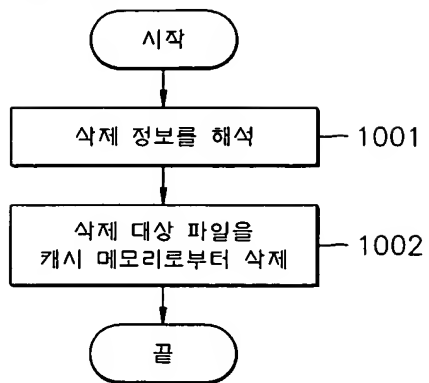 시작
삭제 정보를 해석
1001
삭제 대상 파일을
캐시 메모리로부터 삭제
1002
끝